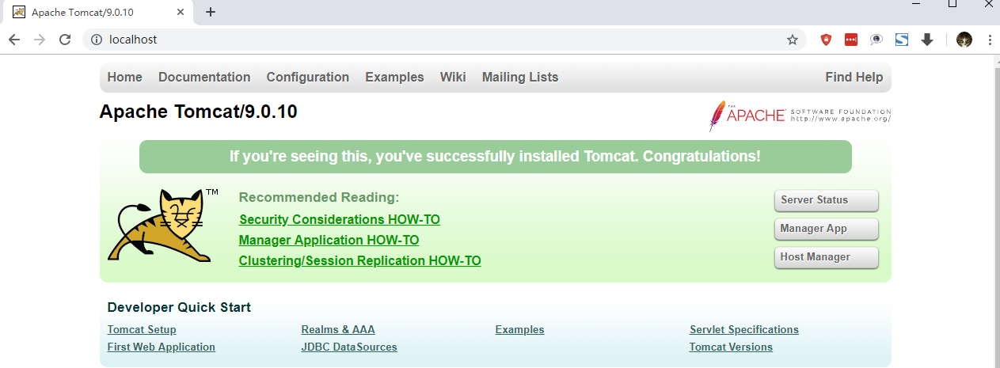 Apache Tomcat/9.0.10
localhost
Home Documentation Configuration Examples Wiki Mailing Lists Find Help
Apache Tomcat/9.0.10
THE APACHE SOFTWARE FOUNDATION
http://www.apache.org/
If you're seeing this, you've successfully installed Tomcat. Congratulations!
TM
Recommended Reading:
Security Considerations HOW-TO
Manager Application HOW-TO
Clustering/Session Replication HOW-TO
Server Status
Manager App
Host Manager
Developer Quick Start
Tomcat Setup Realms & AAA Examples Servlet Specifications
First Web Application JDBC DataSources Tomcat Versions